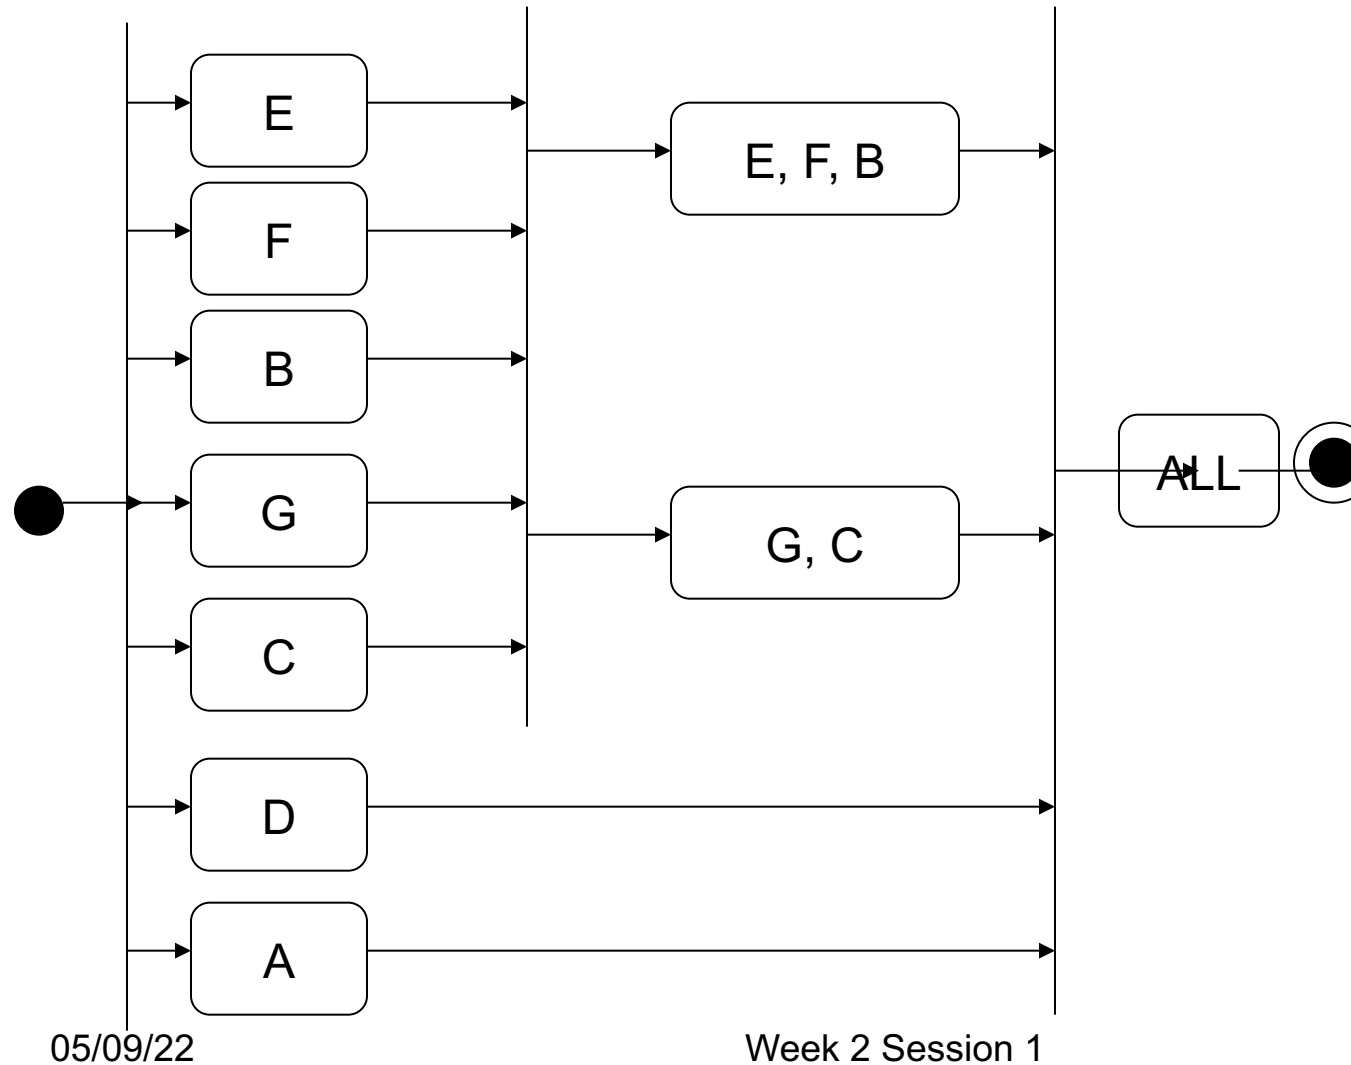 E
E, F, B
F
B
ALL
G
G, C
C
D
A
05/09/22
Week 2 Session 1